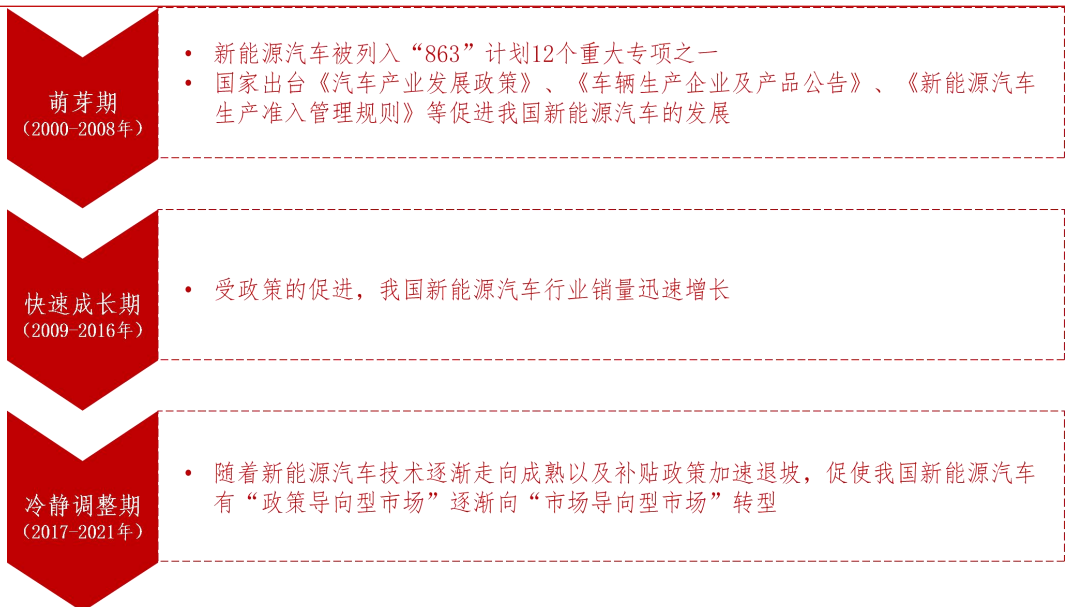 萌芽期
（2000-2008年）
• 新能源汽车被列入“863”计划12个重大专项之一
• 国家出台《汽车产业发展政策》、《车辆生产企业及产品公告》、《新能源汽车
生产准入管理规则》等促进我国新能源汽车的发展
快速成长期
（2009-2016年）
• 受政策的促进，我国新能源汽车行业销量迅速增长
冷静调整期
（2017-2021年）
• 随着新能源汽车技术逐渐走向成熟以及补贴政策加速退坡，促使我国新能源汽车
有“政策导向型市场”逐渐向“市场导向型市场”转型